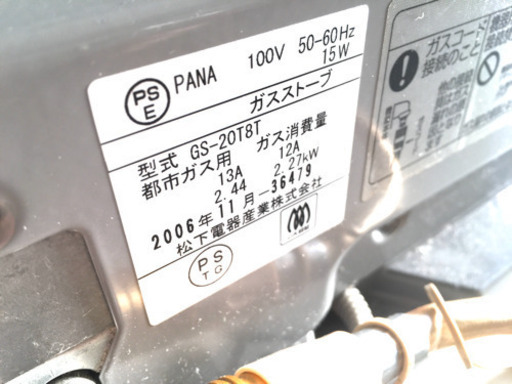 PS E PANA 100V 50-60Hz
15W
ガスストーブ
型式 GS-20T8T
都市ガス用 ガス消費量
13A 12A
2.44 2.27kW
2006年11月-36479
松下電器産業株式会社
PS TG
ガスコード
接続のこと